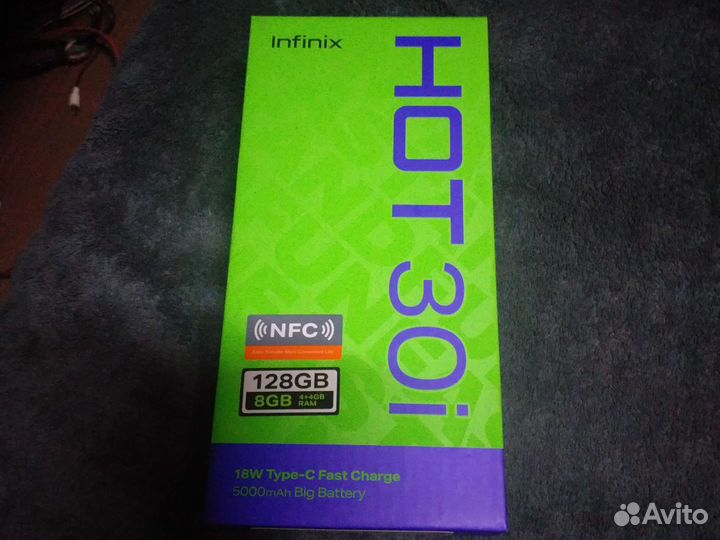 Infinix
HOT 30i
NFC
128GB
8GB 4+4GB RAM
18W Type-C Fast Charge
5000mAh Big Battery
Avito